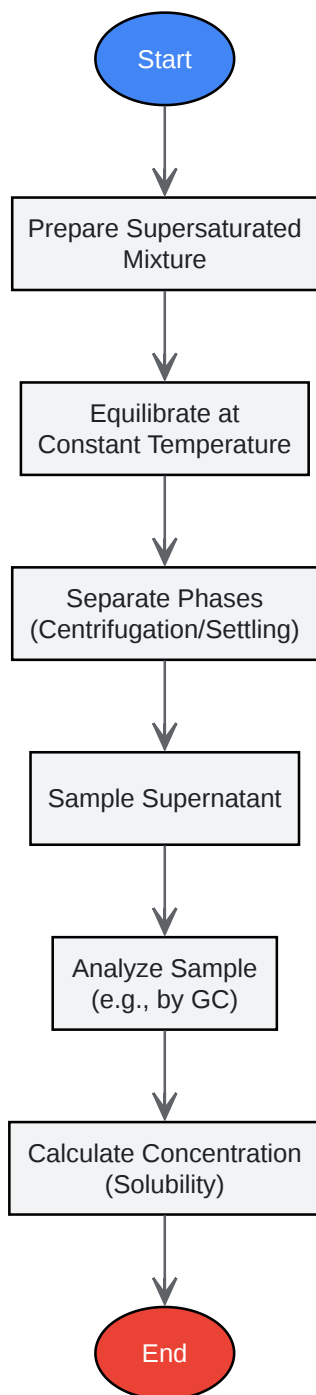 Start
Prepare Supersaturated
Mixture
Equilibrate at
Constant Temperature
Separate Phases
(Centrifugation/Settling)
Sample Supernatant
Analyze Sample
(e.g., by GC)
Calculate Concentration
(Solubility)
End